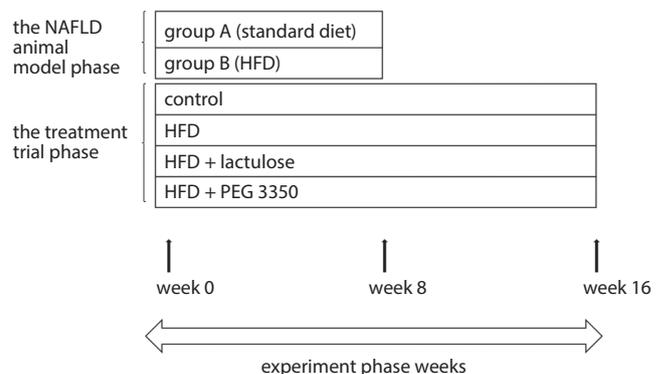 the NAFLD
animal
model phase
group A (standard diet)
group B (HFD)
the treatment
trial phase
control
HFD
HFD + lactulose
HFD + PEG 3350
week 0
week 8
week 16
experiment phase weeks